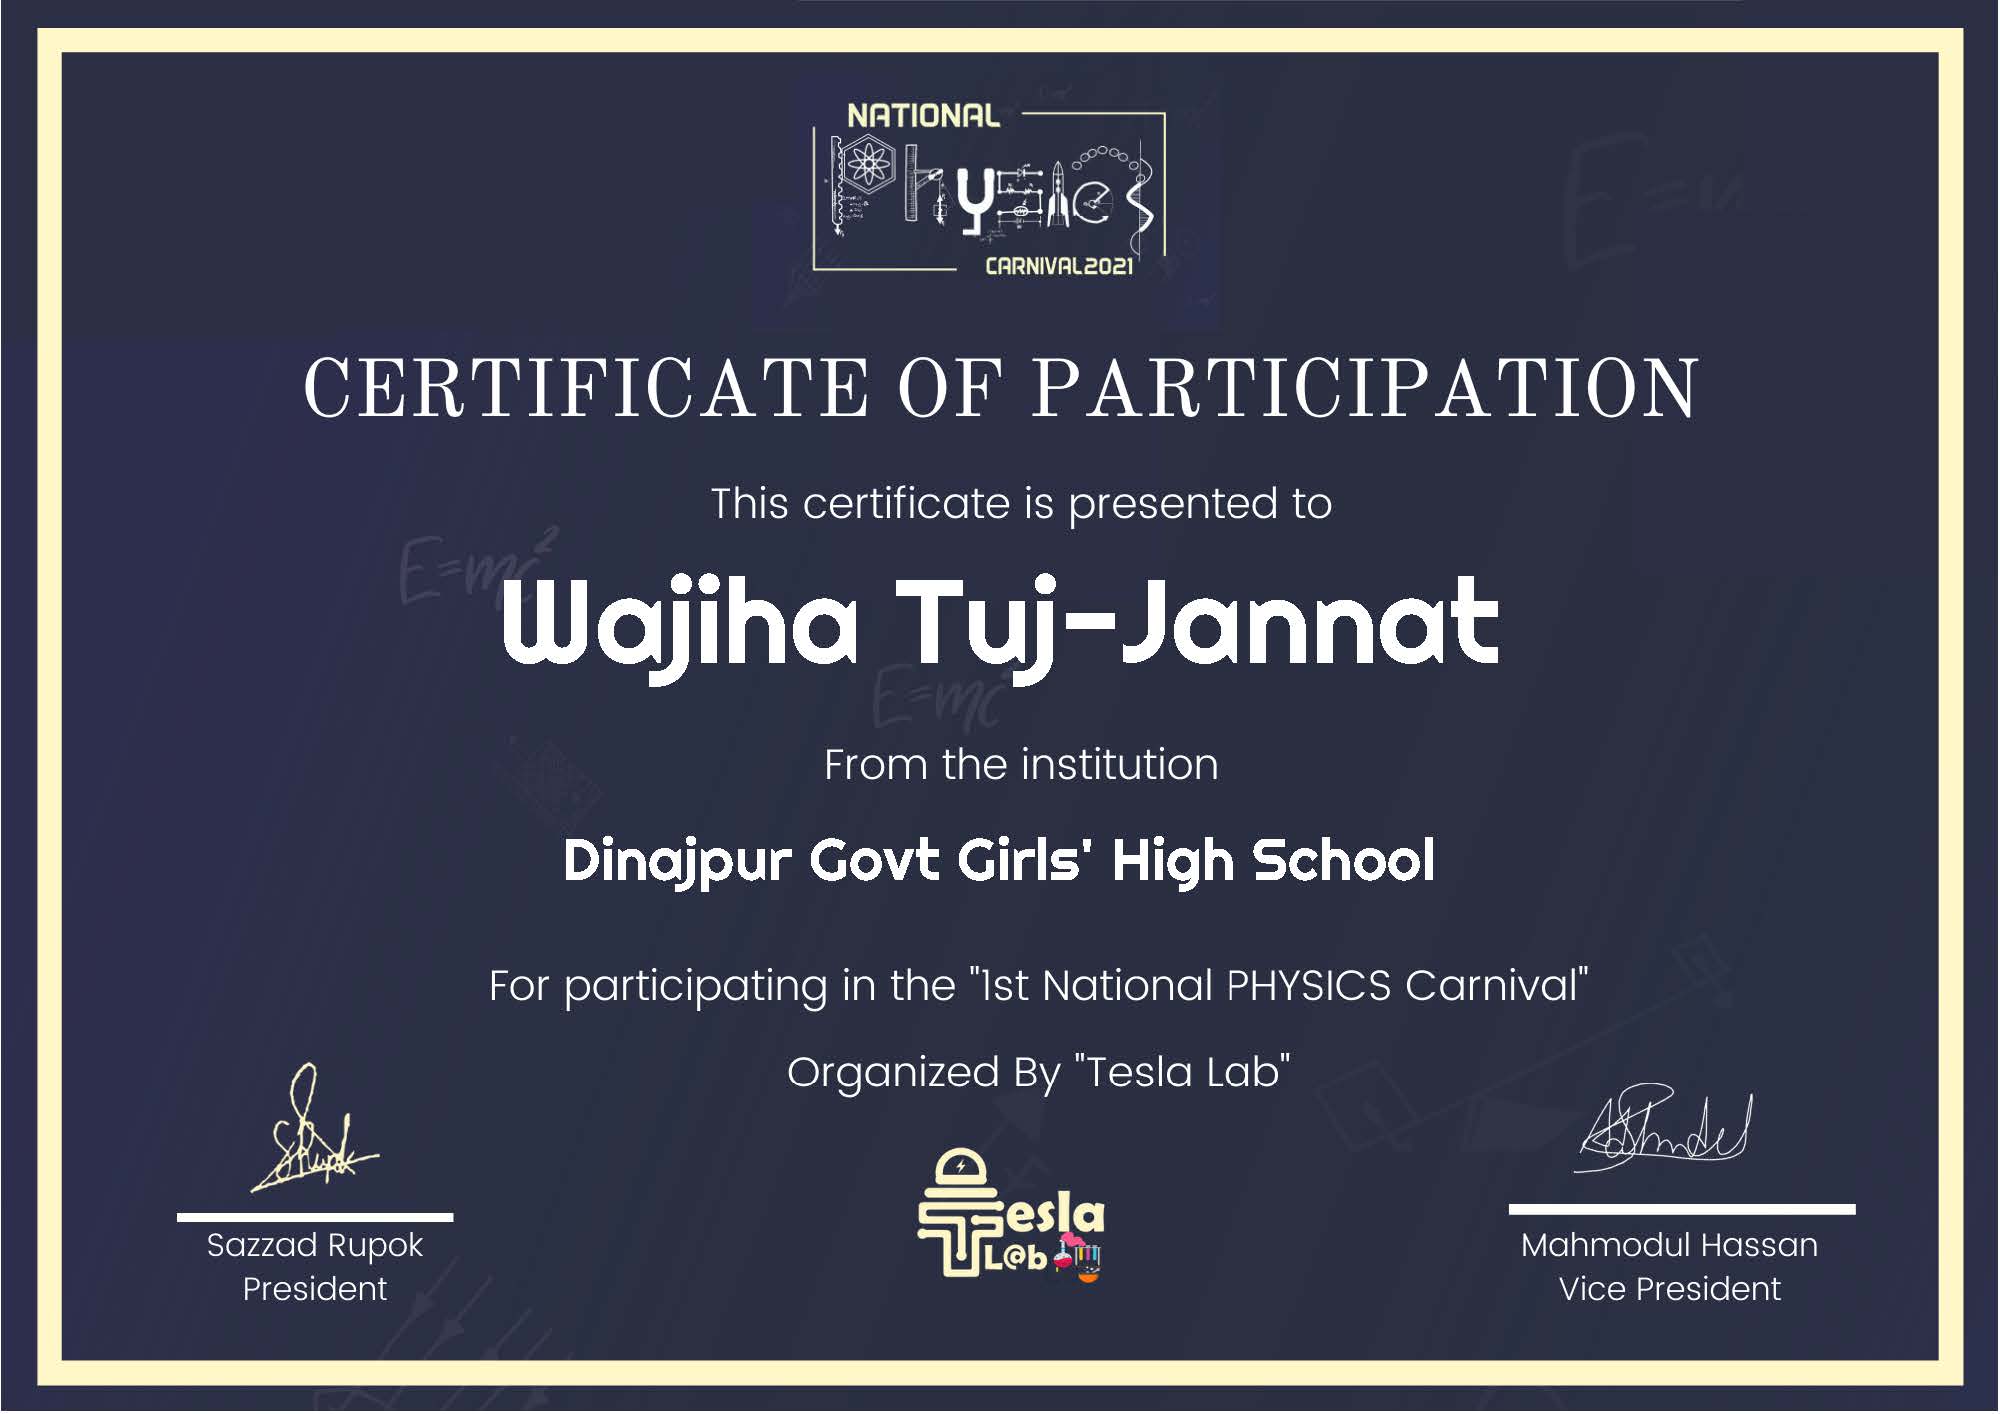 NATIONAL
Physics
CARNIVAL2021
CERTIFICATE OF PARTICIPATION
This certificate is presented to
E=mc²
Wajiha Tuj-Jannat
E=mc²
From the institution
Dinajpur Govt Girls' High School
For participating in the "1st National PHYSICS Carnival"
Organized By "Tesla Lab"
Tesla
L@b
Sazzad Rupok
President
Mahmodul Hassan
Vice President